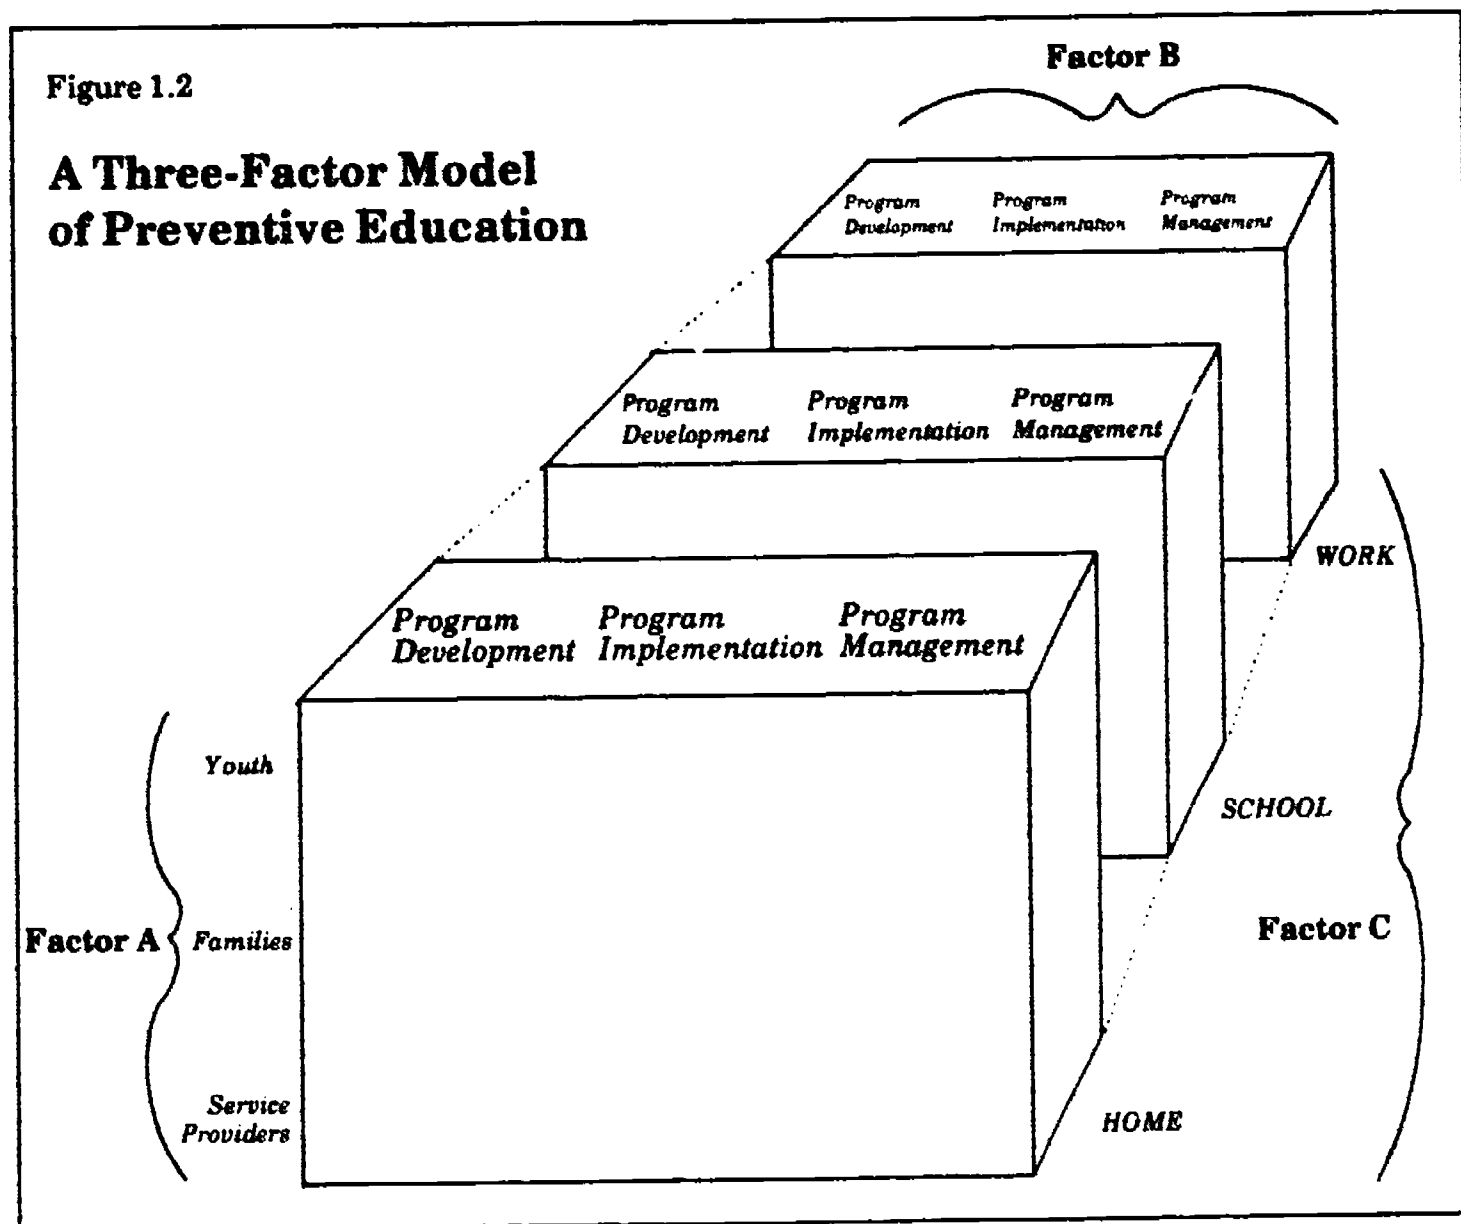 Figure 1.2
A Three-Factor Model
of Preventive Education
Factor B
Program Program Program
Development Implementation Management
Program Program Program
Development Implementation Management
Program Program Program
Development Implementation Management
WORK
SCHOOL
HOME
Factor C
Youth
Factor A
Families
Service
Providers